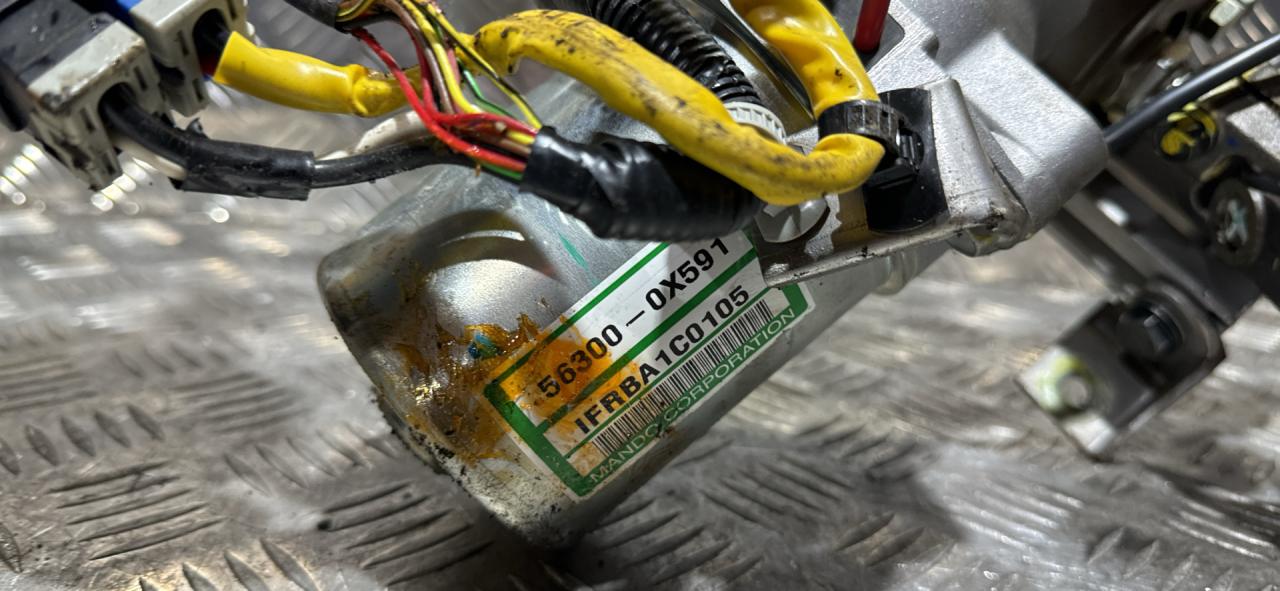 56300 - 0X591
IFRBA1C0105
MANDO CORPORATION